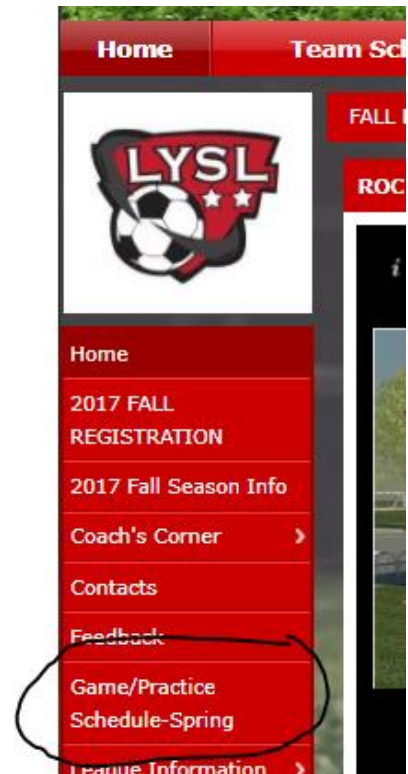 Home
Team Sch
FALL
LYSL
ROC
Home
2017 FALL
REGISTRATION
2017 Fall Season Info
Coach's Corner
Contacts
Feedback
Game/Practice
Schedule-Spring
League Information